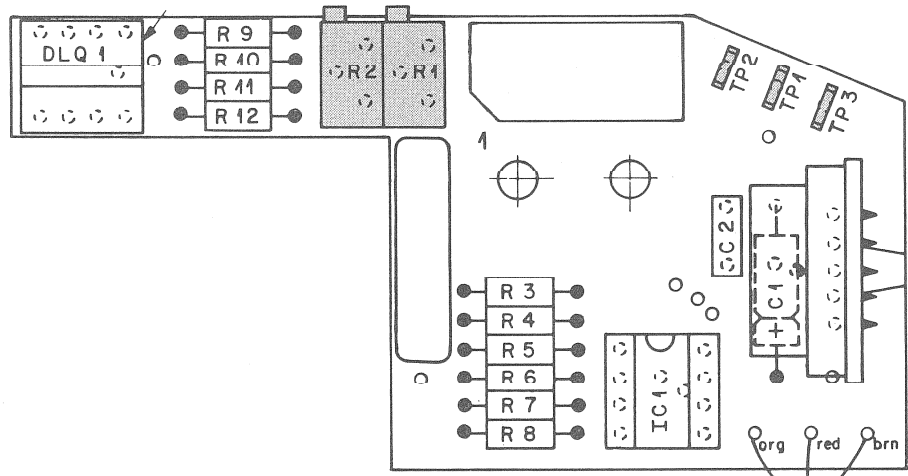 DLQ 1
R 9
R 10
R 11
R 12
R2
R1
TP2
TP1
TP3
1
C2
C1
+
R 3
R 4
R 5
R 6
R 7
R 8
IC1
org
red
brn